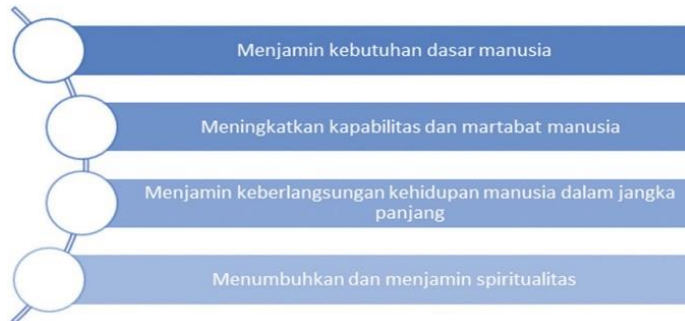 Menjamin kebutuhan dasar manusia
Meningkatkan kapabilitas dan martabat manusia
Menjamin keberlangsungan kehidupan manusia dalam jangka
panjang
Menumbuhkan dan menjamin spiritualitas